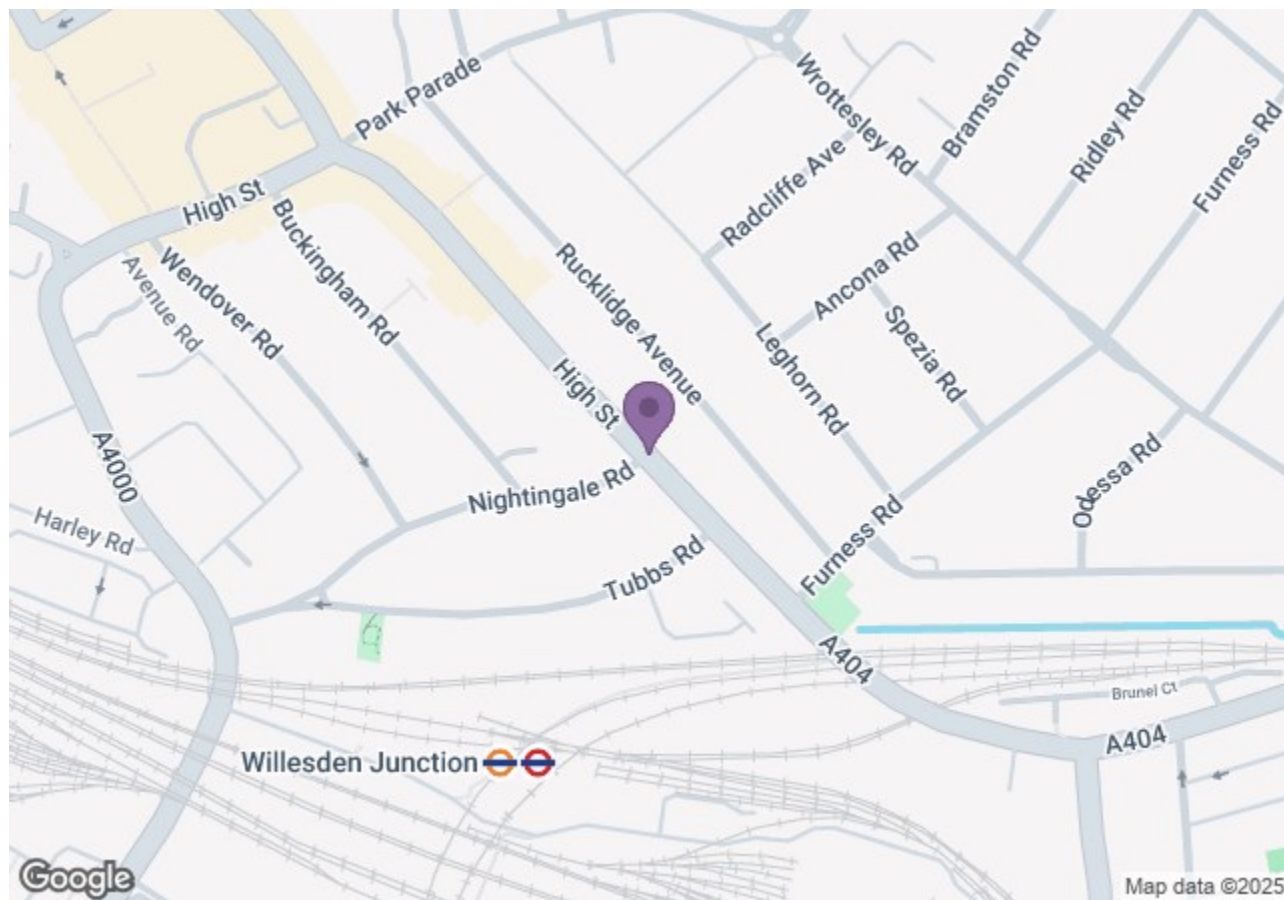 Park Parade
Wrottesley Rd
Bramston Rd
Ridley Rd
Furness Rd
Radcliffe Ave
High St
Buckingham Rd
Wendover Rd
Avenue Rd
Rucklidge Avenue
Ancona Rd
Spezia Rd
Leghorn Rd
High St
A4000
Nightingale Rd
Odessa Rd
Harley Rd
Furness Rd
Tubbs Rd
A404
Brunel Ct
A404
Willesden Junction
Google
Map data ©2025